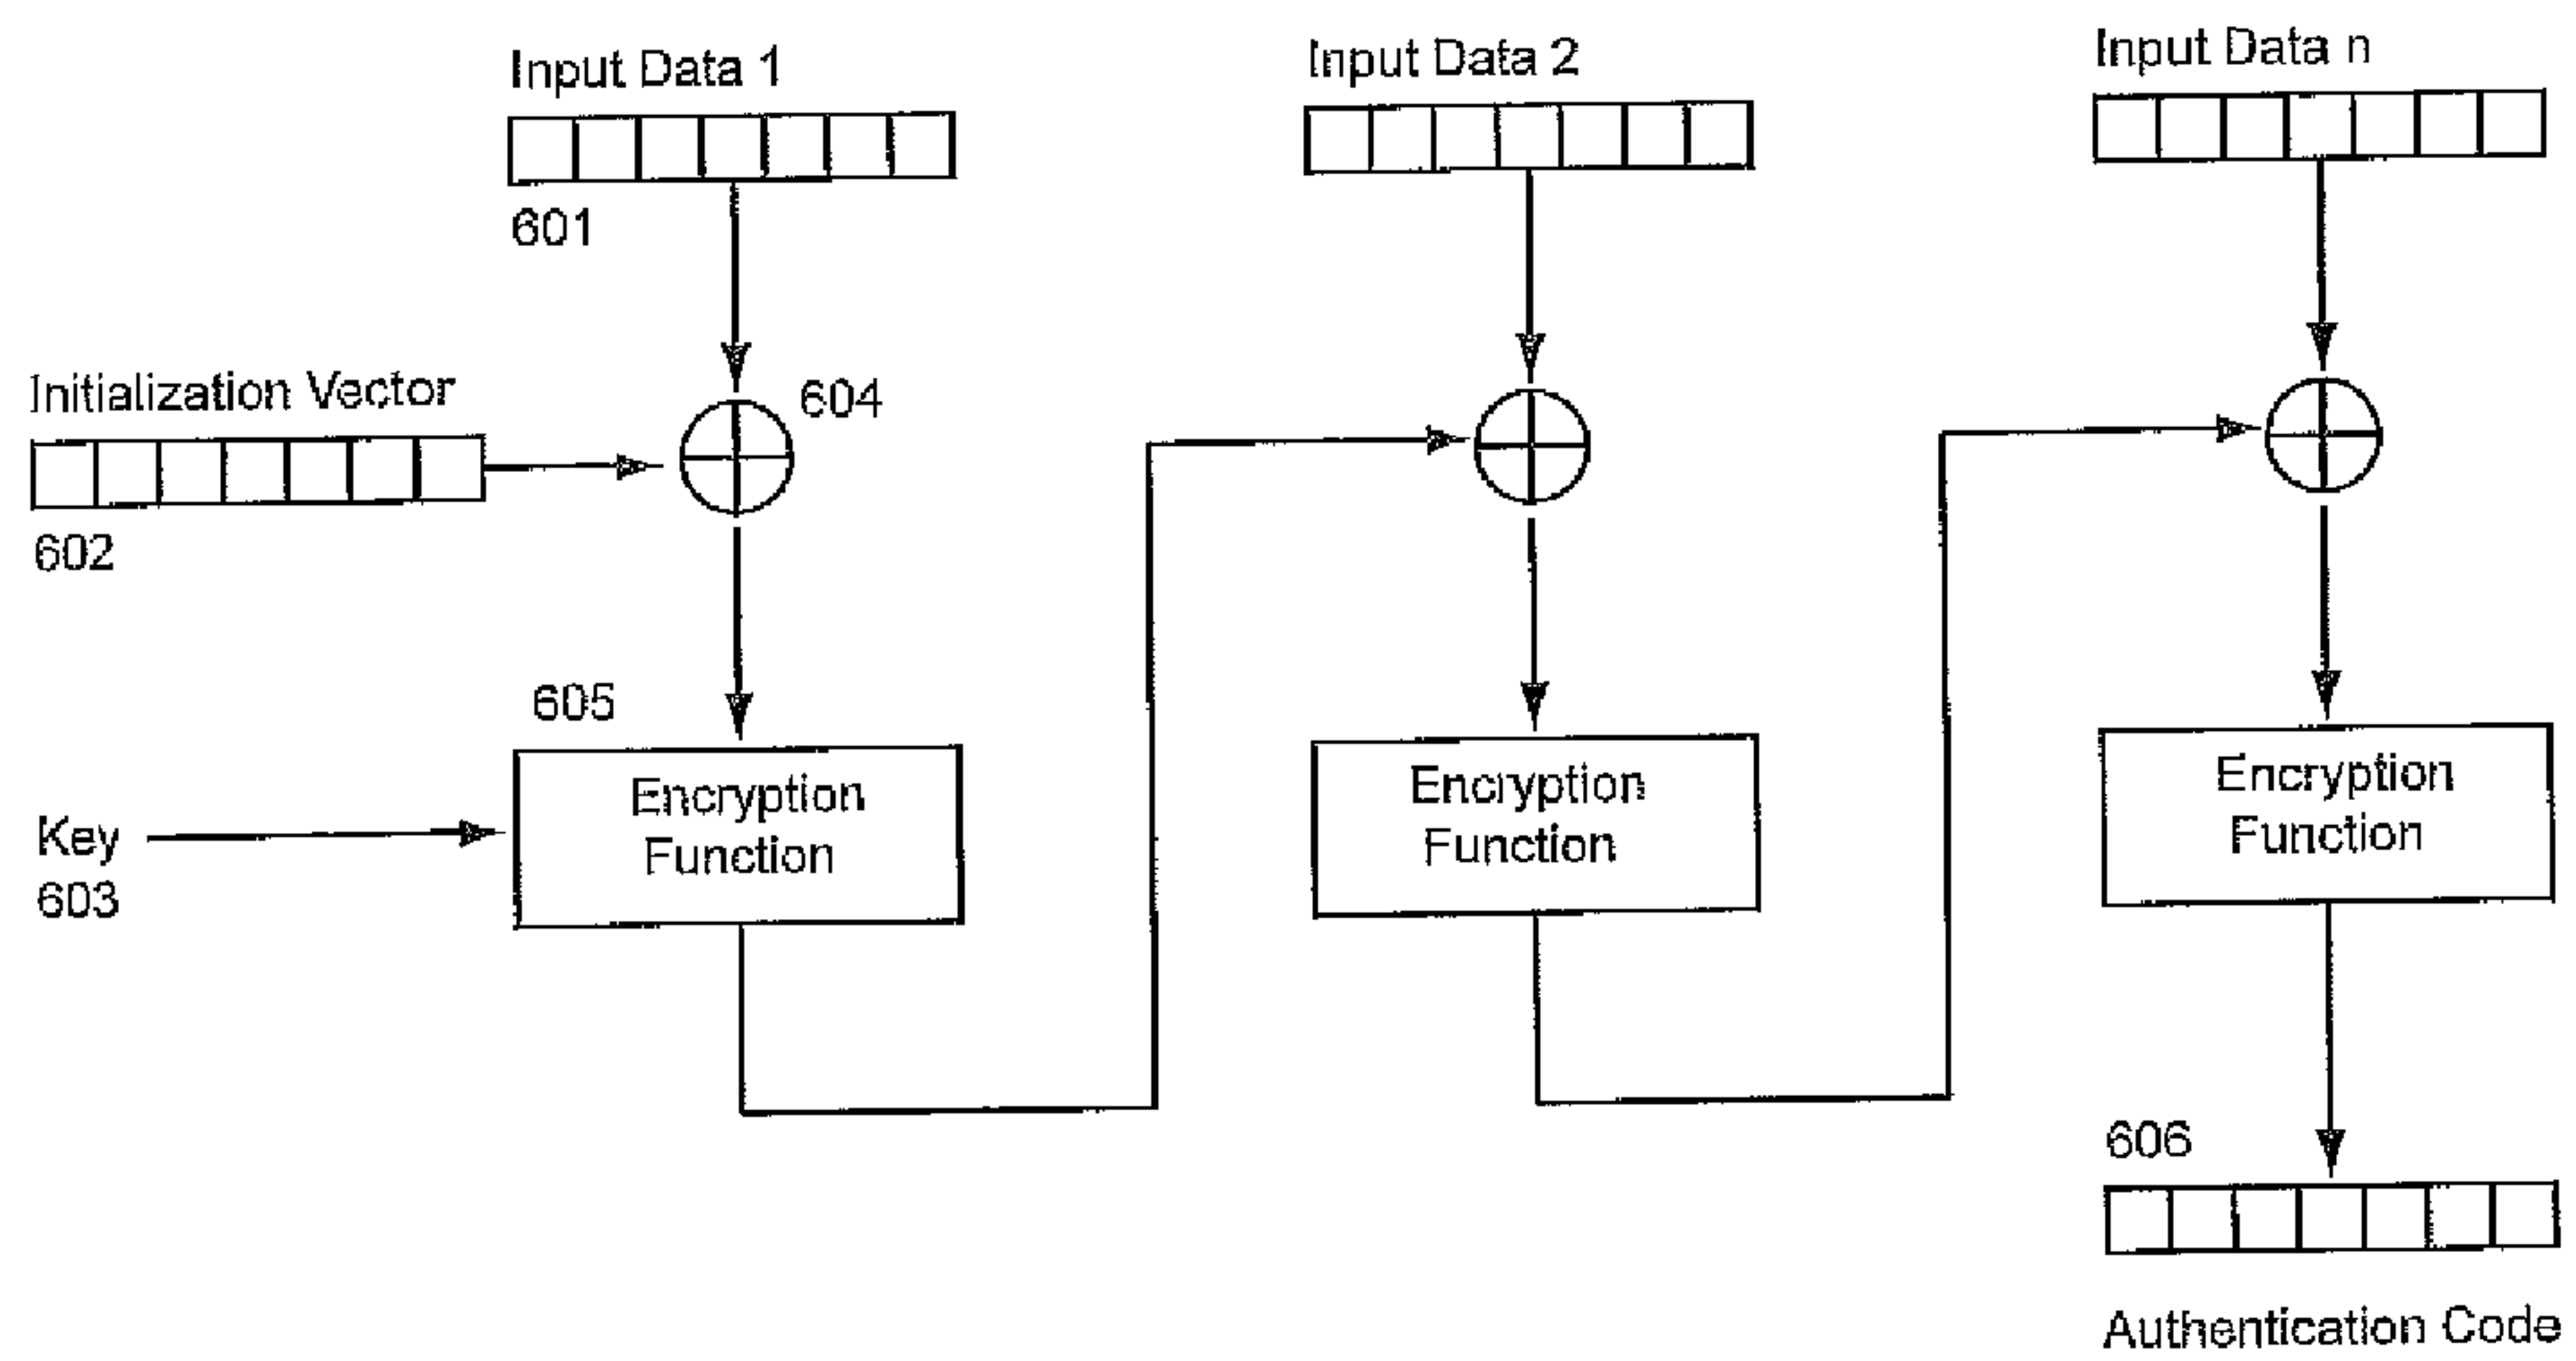 Input Data 1
Input Data 2
Input Data n
601
Initialization Vector
604
602
605
Encryption
Function
Encryption
Function
Encryption
Function
Key
603
606
Authentication Code